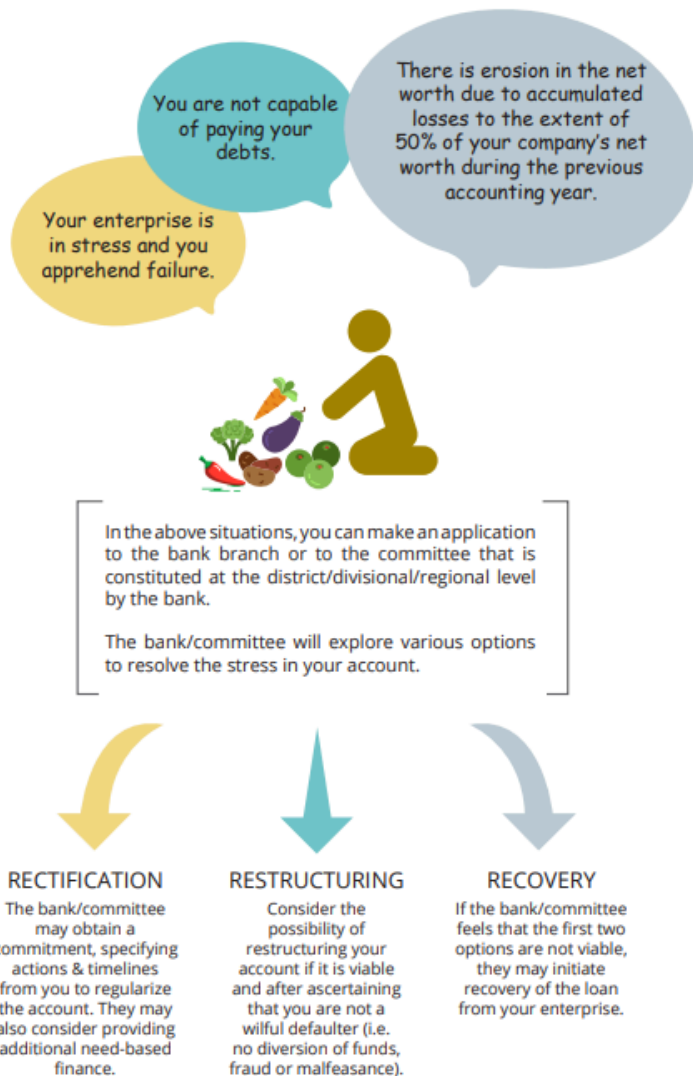 You are not capable
of paying your
debts.
There is erosion in the net
worth due to accumulated
losses to the extent of
50% of your company's net
worth during the previous
accounting year.
Your enterprise is
in stress and you
apprehend failure.
In the above situations, you can make an application
to the bank branch or to the committee that is
constituted at the district/divisional/regional level
by the bank.
The bank/committee will explore various options
to resolve the stress in your account.
RECTIFICATION
The bank/committee
may obtain a
commitment, specifying
actions & timelines
from you to regularize
the account. They may
also consider providing
additional need-based
finance.
RESTRUCTURING
Consider the
possibility of
restructuring your
account if it is viable
and after ascertaining
that you are not a
wilful defaulter (i.e.
no diversion of funds,
fraud or malfeasance).
RECOVERY
If the bank/committee
feels that the first two
options are not viable,
they may initiate
recovery of the loan
from your enterprise.